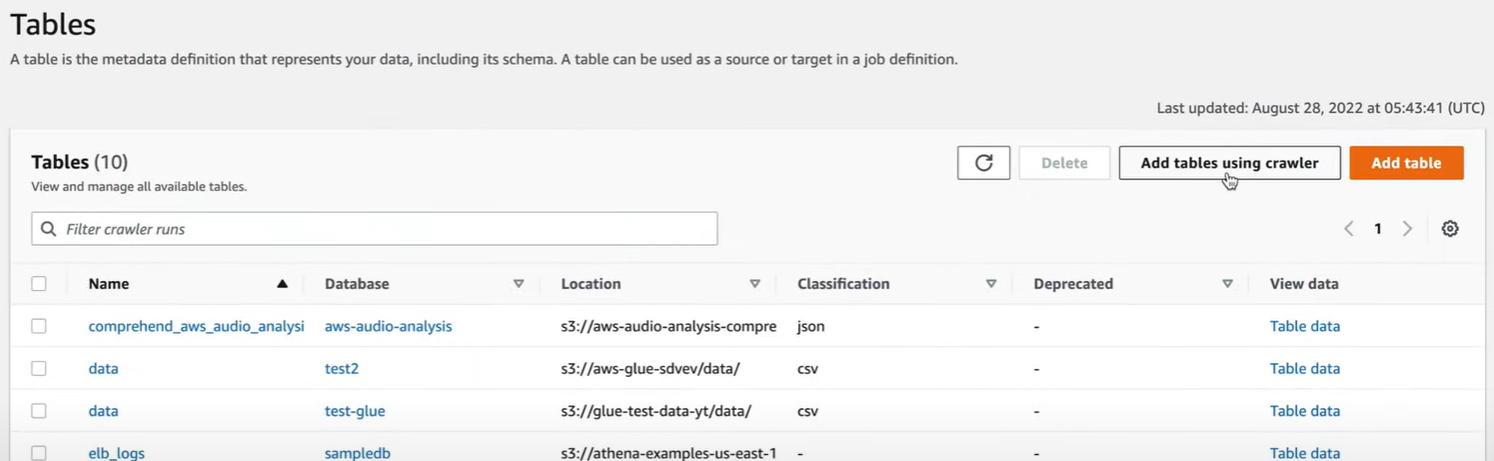 Tables
A table is the metadata definition that represents your data, including its schema. A table can be used as a source or target in a job definition.
Last updated: August 28, 2022 at 05:43:41 (UTC)
Tables (10)
View and manage all available tables.
Delete
Add tables using crawler
Add table
Filter crawler runs
1
Name Database Location Classification Deprecated View data
comprehend_aws_audio_analysi aws-audio-analysis s3://aws-audio-analysis-compre json - Table data
data test2 s3://aws-glue-sdvev/data/ csv - Table data
data test-glue s3://glue-test-data-yt/data/ csv - Table data
elb_logs sampledb s3://athena-examples-us-east-1 - - Table data